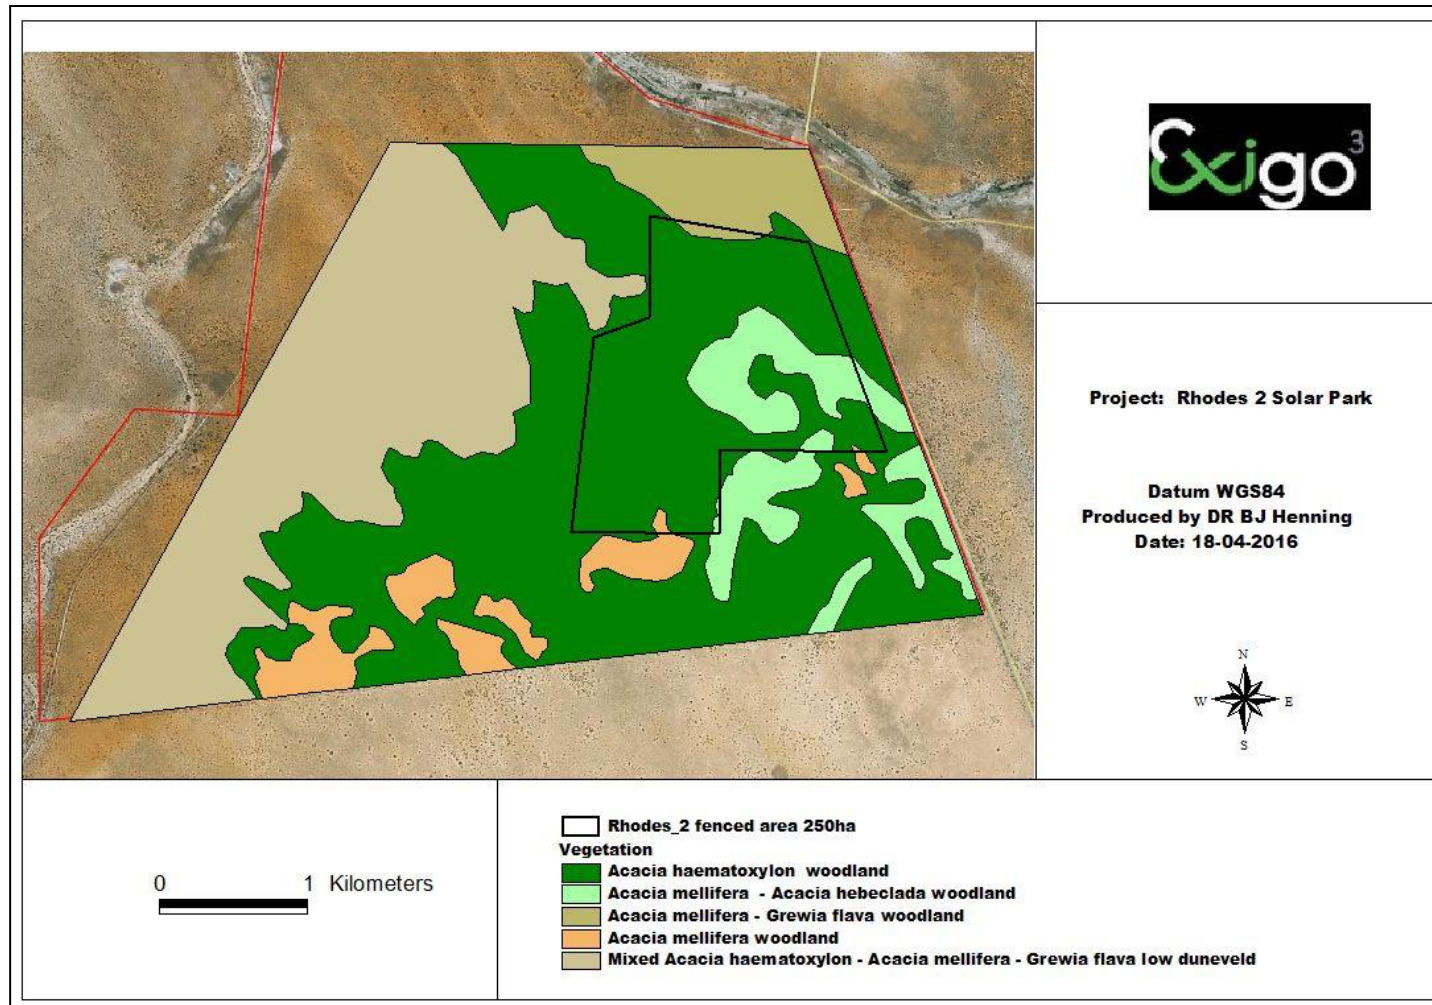 Exigo3
Project: Rhodes 2 Solar Park
Datum WGS84
Produced by DR BJ Henning
Date: 18-04-2016
N
W E
S
0 1 Kilometers
Rhodes_2 fenced area 250ha
Vegetation
Acacia haematoxylon woodland
Acacia mellifera - Acacia hebeclada woodland
Acacia mellifera - Grewia flava woodland
Acacia mellifera woodland
Mixed Acacia haematoxylon - Acacia mellifera - Grewia flava low duneveld